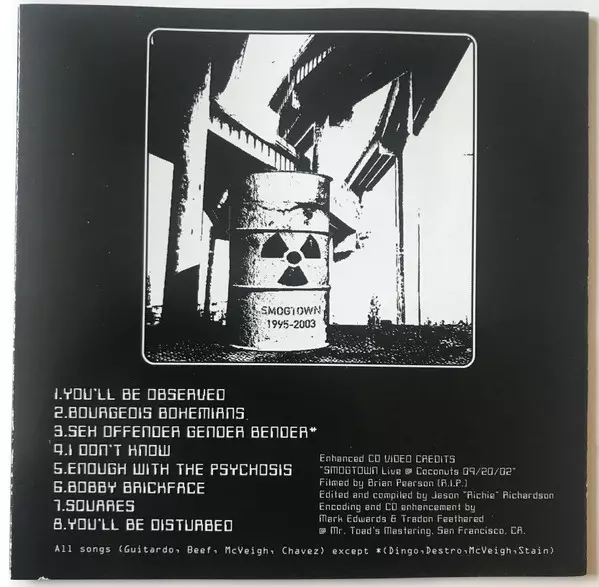 SMOGTOWN
1995-2003
1.YOU'LL BE OBSERVED
2.BOURGEOIS BOHEMIANS.
3.SEX OFFENDER GENDER BENDER*
4.I DON'T KNOW
5.ENOUGH WITH THE PSYCHOSIS
6.BOBBY BRICKFACE
7.SQUARES
8.YOU'LL BE DISTURBED
Enhanced CD VIDEO CREDITS
"SMOGTOWN Live @ Coconuts 09/20/02"
Filmed by Brian Pearson [R.I.P.]
Edited and compiled by Jason "Richie" Richardson
Encoding and CD enhancement by
Mark Edwards & Tradon Feathered
@ Mr. Toad's Mastering, San Francisco, CA.
All songs (Guitardo, Beef, McVeigh, Chavez) except *(Dingo,Destro,McVeigh,Stain)